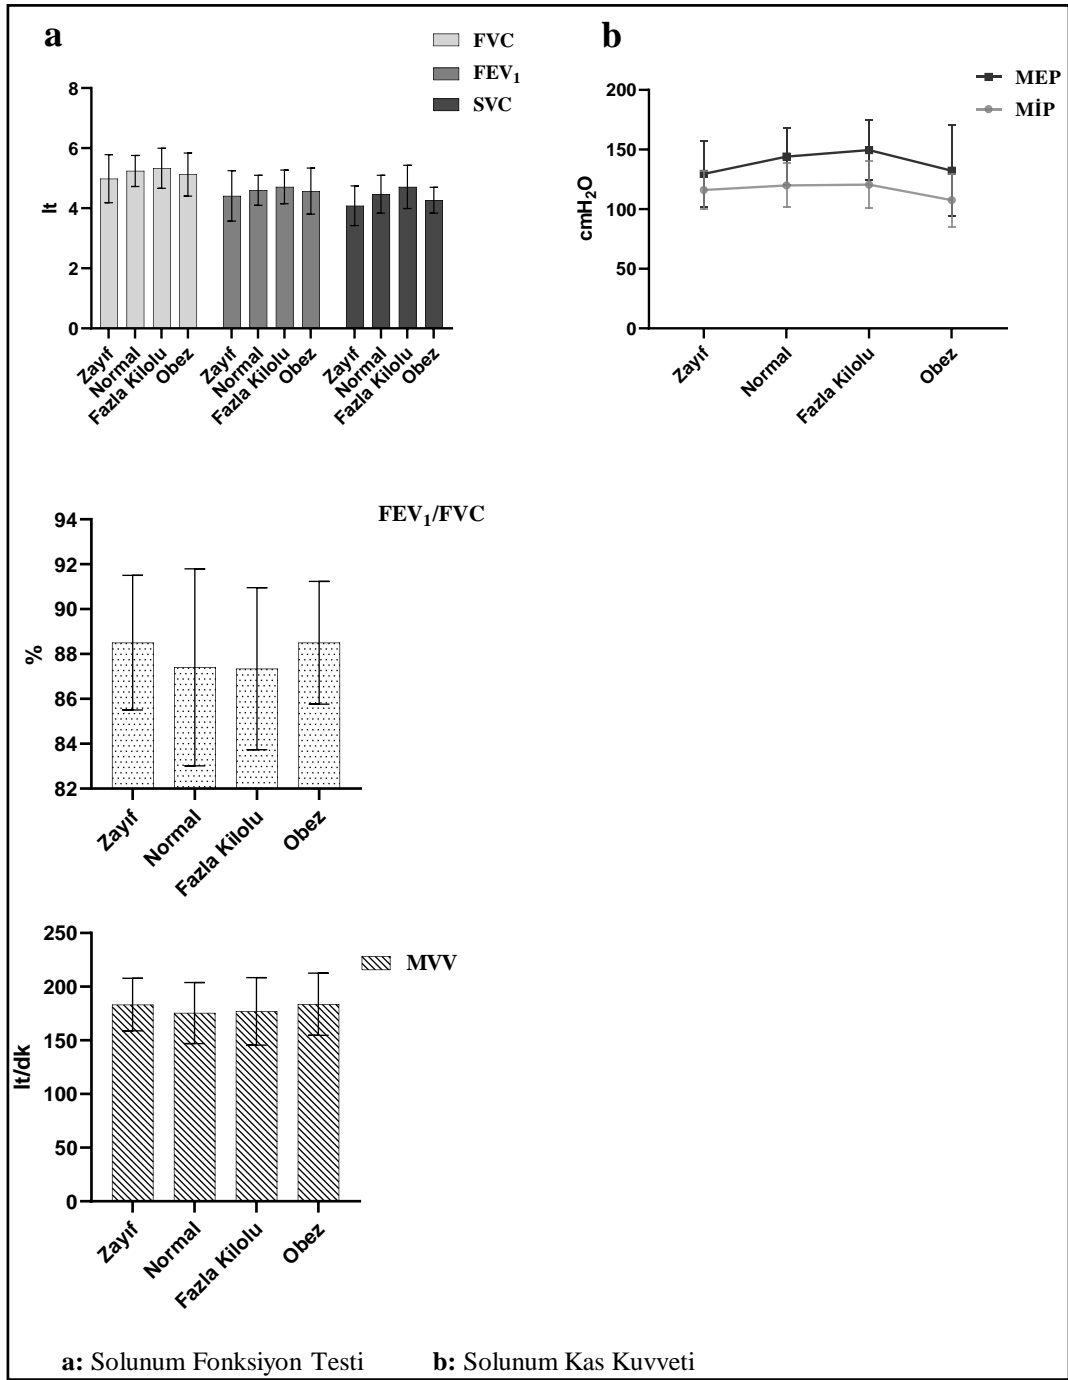 a
FVC
FEV₁
SVC
8
6
4
2
0
lt
Zayıf
Normal
Fazla Kilolu
Obez
Zayıf
Normal
Fazla Kilolu
Obez
Zayıf
Normal
Fazla Kilolu
Obez
b
MEP
MİP
200
150
100
50
0
cmH₂O
Zayıf
Normal
Fazla Kilolu
Obez
FEV₁/FVC
94
92
90
88
86
84
82
%
Zayıf
Normal
Fazla Kilolu
Obez
MVV
250
200
150
100
50
0
lt/dk
Zayıf
Normal
Fazla Kilolu
Obez
a: Solunum Fonksiyon Testi b: Solunum Kas Kuvveti